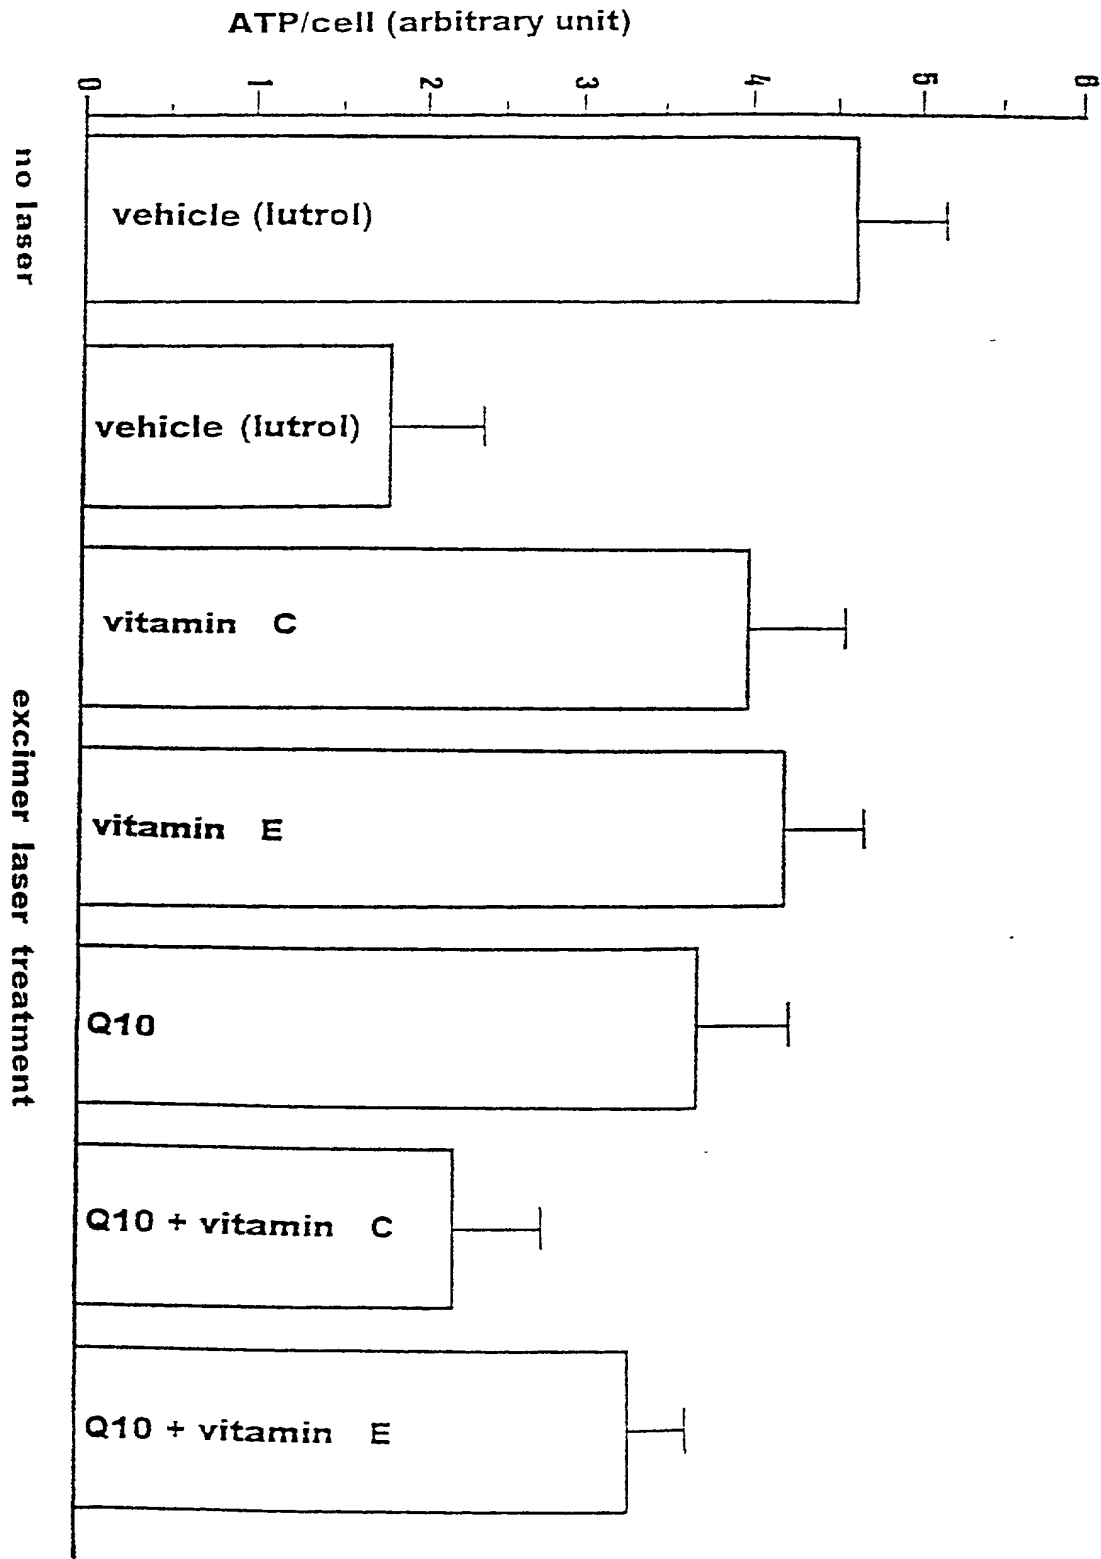 ATP/cell (arbitrary unit)
0 1 2 3 4 5 6
no laser
vehicle (lutrol)
vehicle (lutrol)
vitamin C
vitamin E
excimer laser treatment
Q10
Q10 + vitamin C
Q10 + vitamin E